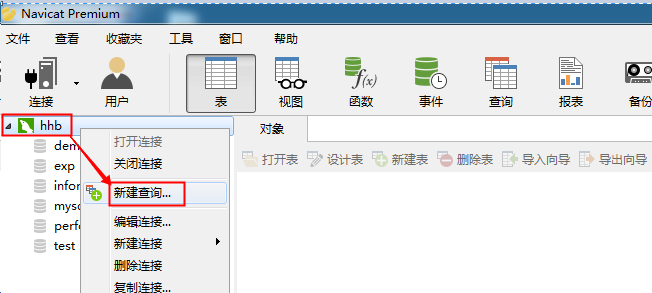 Navicat Premium
文件 查看 收藏夹 工具 窗口 帮助
连接 用户 表 视图 f(x) 函数 事件 查询 报表 备份
hhb 对象
打开表 设计表 新建表 删除表 导入向导 导出向导
打开连接
关闭连接
新建查询...
编辑连接...
新建连接
删除连接
复制连接...
dem
exp
infor
myso
perfo
test